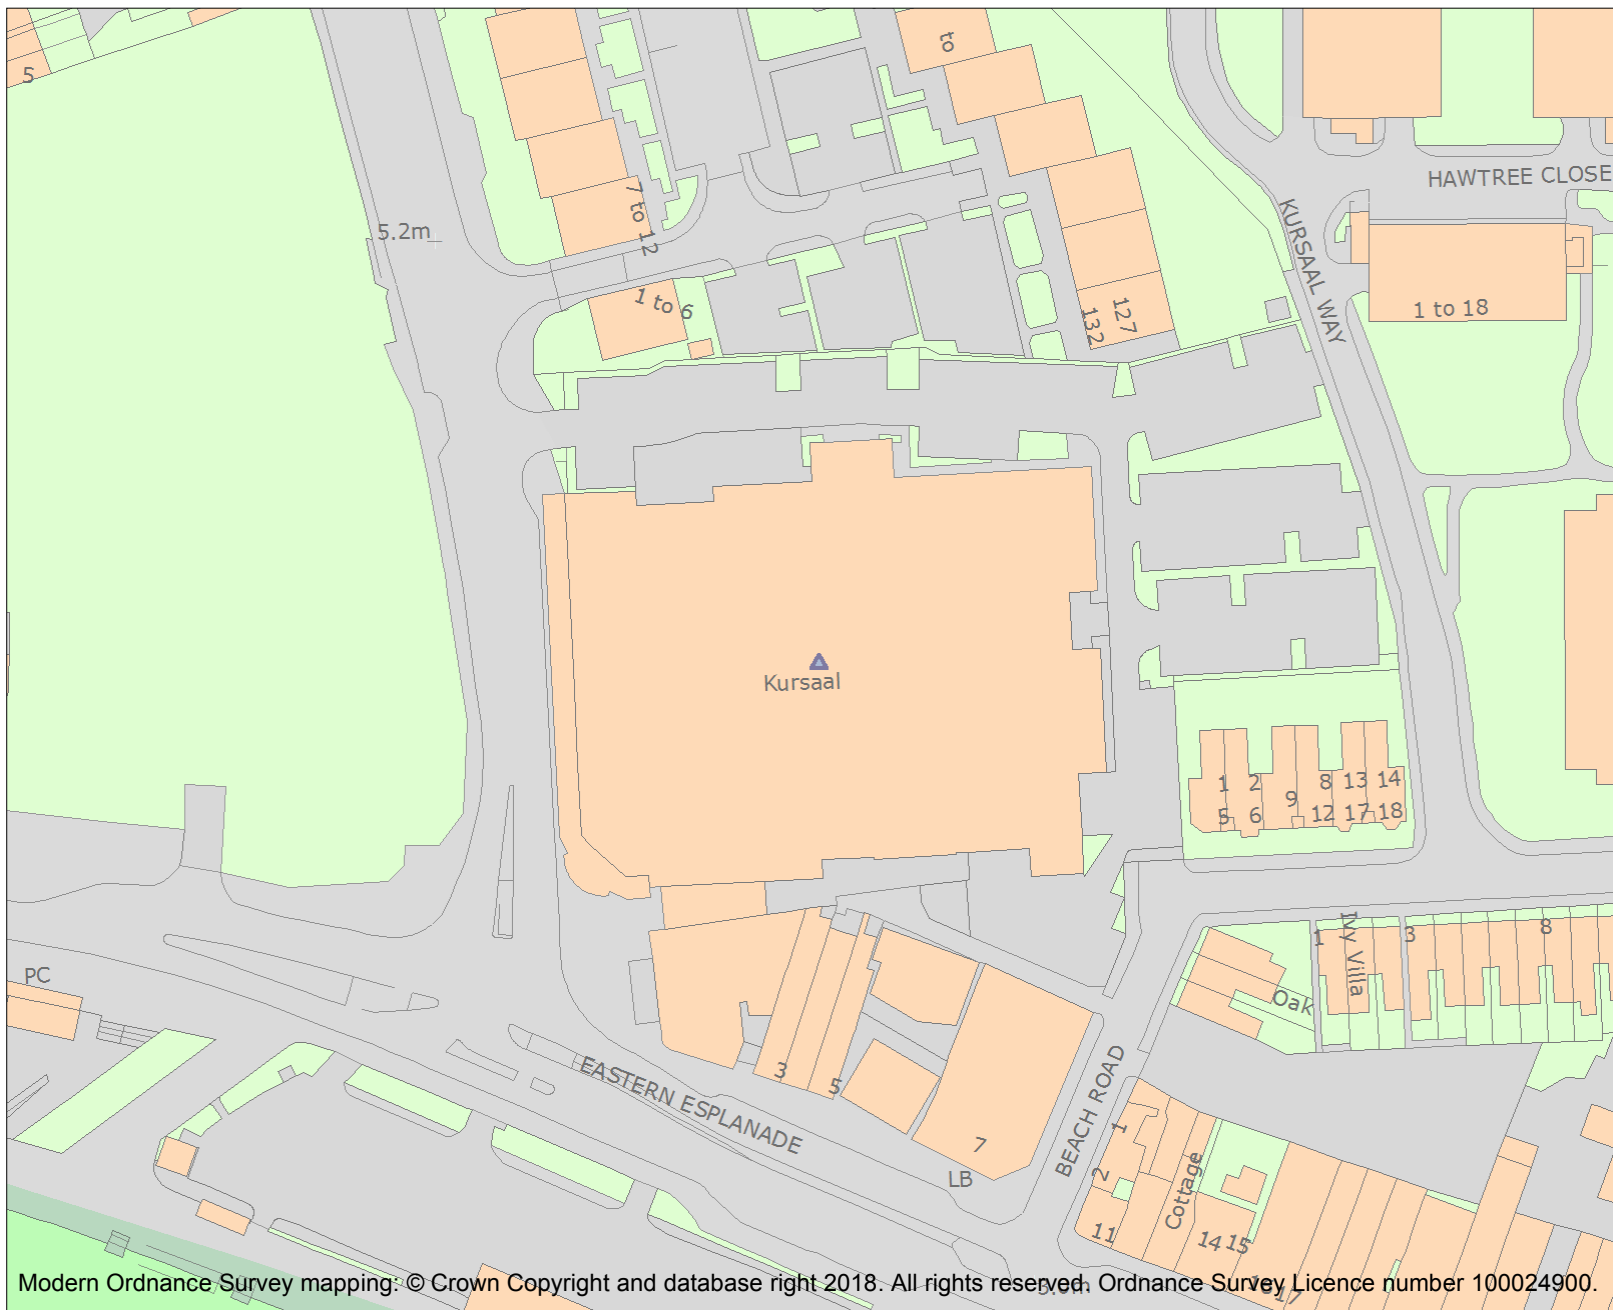 to
5
HAWTREE CLOSE
7 to 12
5.2m
KURSAAL WAY
1 to 6
1 to 18
127
132
Kursaal
1 2 8 13 14
9
5 6 12 17 18
1 Ivy Villa 3 8
PC
Oak
3
5
EASTERN ESPLANADE
BEACH ROAD
7
LB
1
2
Cottage
11
14 15
17
Modern Ordnance Survey mapping: © Crown Copyright and database right 2018. All rights reserved. Ordnance Survey Licence number 100024900.